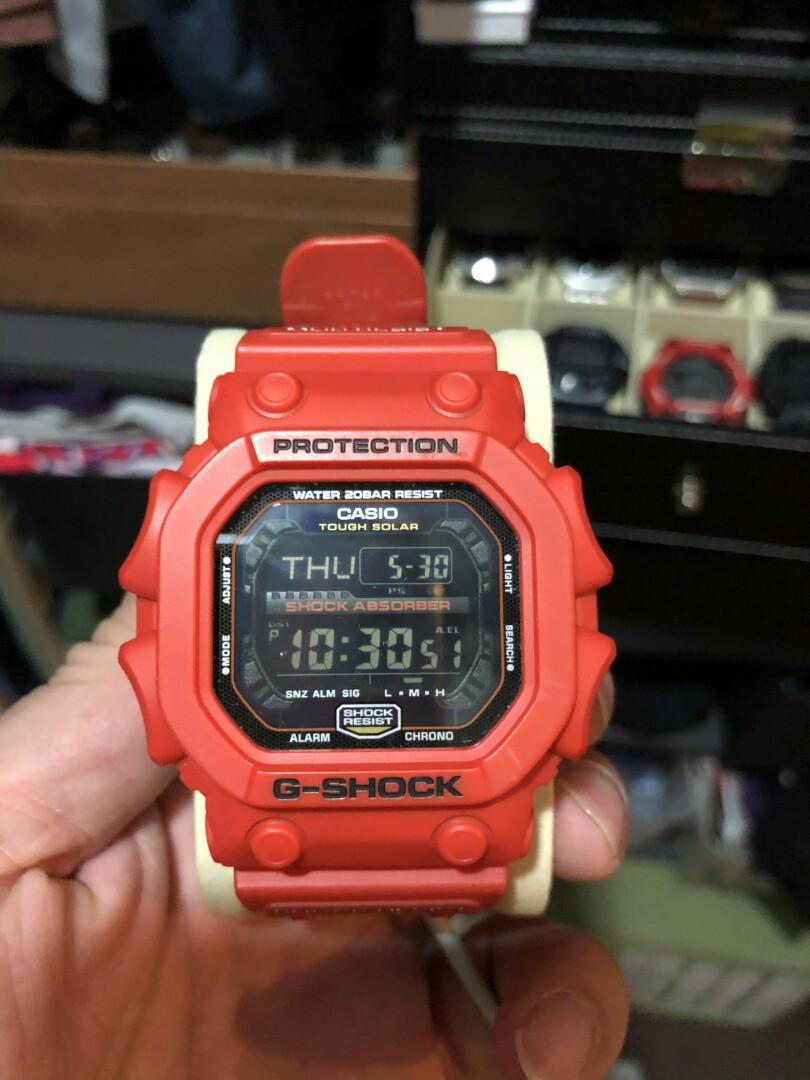 PROTECTION
WATER 20BAR RESIST
CASIO
TOUGH SOLAR
THU 5-30
PS
SHOCK ABSORBER
DST A.EL
P 10:30 51
ADJUST
LIGHT
MODE
SEARCH
SNZ ALM SIG L M H
SHOCK RESIST
ALARM CHRONO
G-SHOCK